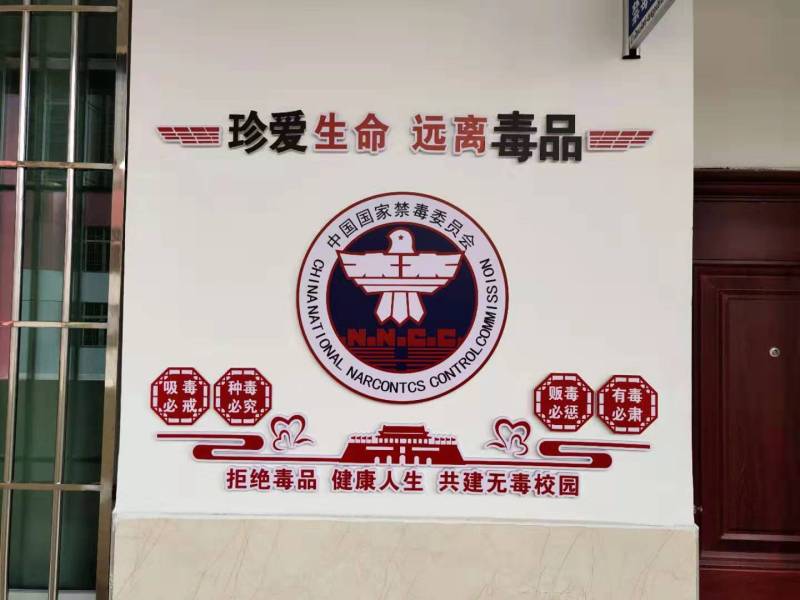 珍爱生命 远离毒品
中国国家禁毒委员会
N.N.C.C.
CHINA NATIONAL NARCONTCS CONTROL COMMISSION
吸毒
必戒
种毒
必究
贩毒
必惩
有毒
必肃
拒绝毒品 健康人生 共建无毒校园